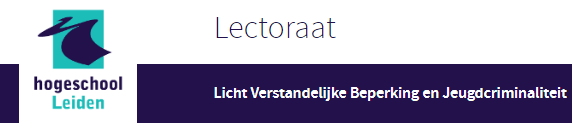 Lectoraat
hogeschool
Leiden
Licht Verstandelijke Beperking en Jeugdcriminaliteit